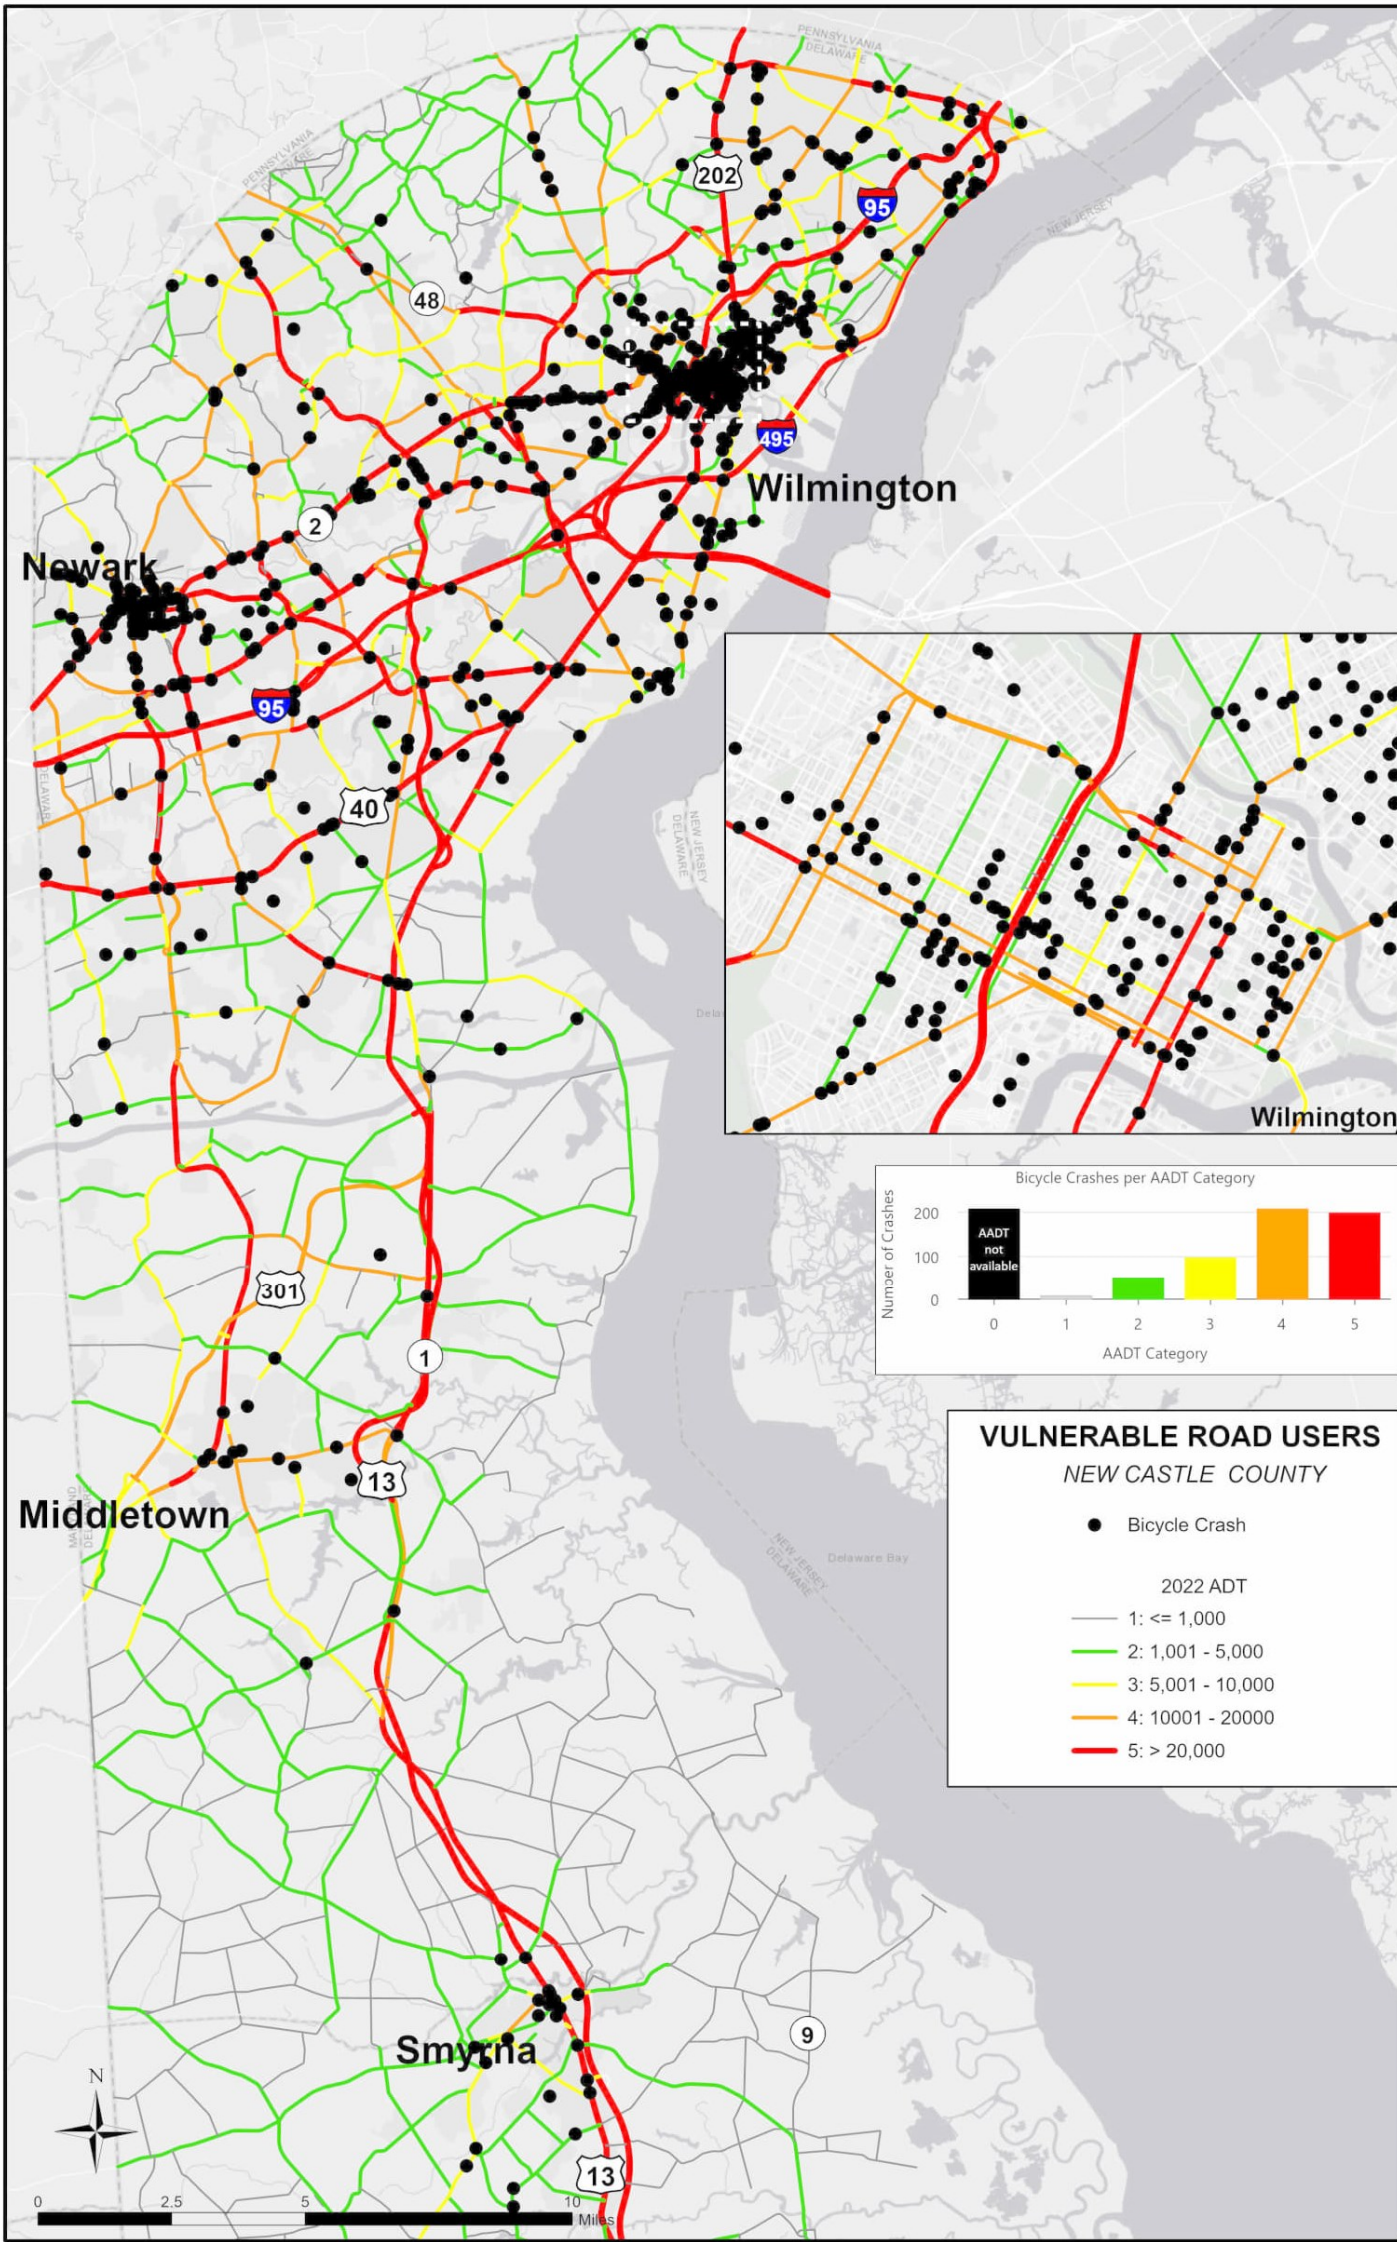 PENNSYLVANIA
DELAWARE
PENNSYLVANIA
DELAWARE
202
95
NEW JERSEY
48
495
Wilmington
2
Newark
95
DELAWAR
40
NEW JERSEY
DELAWARE
Delaw
Wilmington
Bicycle Crashes per AADT Category
Number of Crashes
200
100
0
AADT
not
available
0 1 2 3 4 5
AADT Category
301
1
13
Middletown
MARYLAND
DELAWARE
NEW JERSEY
DELAWARE
Delaware Bay
VULNERABLE ROAD USERS
NEW CASTLE COUNTY
Bicycle Crash
2022 ADT
1: <= 1,000
2: 1,001 - 5,000
3: 5,001 - 10,000
4: 10001 - 20000
5: > 20,000
Smyrna
9
N
13
0 2.5 5 10
Miles